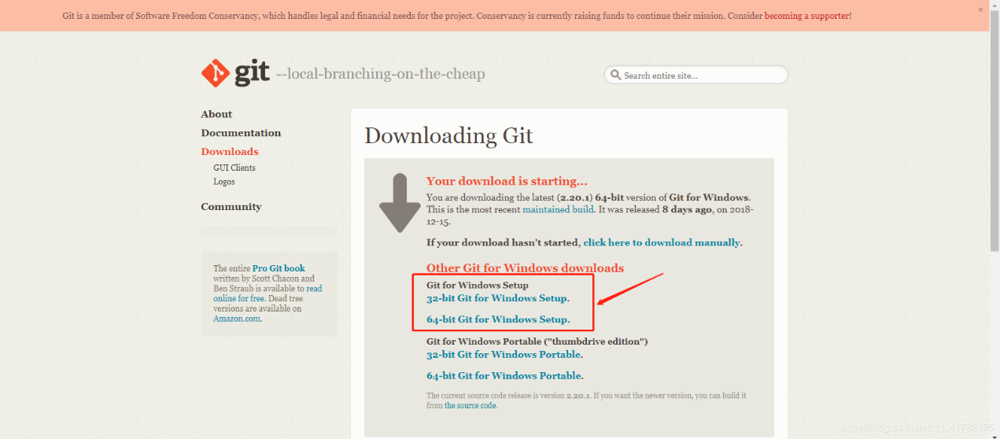 Git is a member of Software Freedom Conservancy, which handles legal and financial needs for the project. Conservancy is currently raising funds to continue their mission. Consider becoming a supporter!
×
git --local-branching-on-the-cheap
Search entire site...
About
Documentation
Downloads
GUI Clients
Logos
Community
The entire Pro Git book
written by Scott Chacon and
Ben Straub is available to read
online for free. Dead tree
versions are available on
Amazon.com.
Downloading Git
Your download is starting...
You are downloading the latest (2.20.1) 64-bit version of Git for Windows.
This is the most recent maintained build. It was released 8 days ago, on 2018-
12-15.
If your download hasn't started, click here to download manually.
Other Git for Windows downloads
Git for Windows Setup
32-bit Git for Windows Setup.
64-bit Git for Windows Setup.
Git for Windows Portable ("thumbdrive edition")
32-bit Git for Windows Portable.
64-bit Git for Windows Portable.
The current source code release is version 2.20.1. If you want the newer version, you can build it
from the source code.
https://blog.csdn.net/qq_41782425